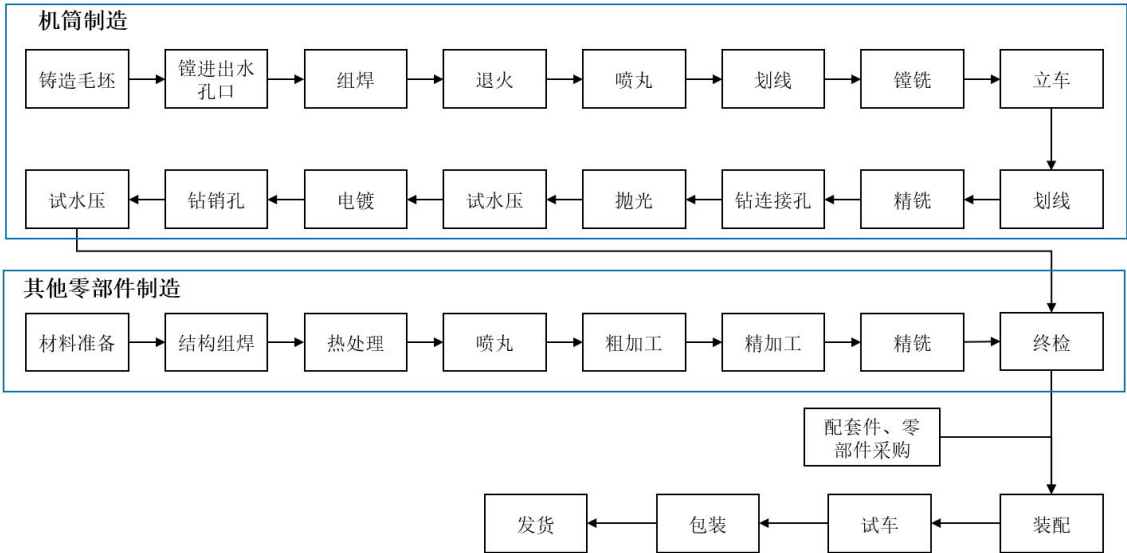 机筒制造
铸造毛坯
镗进出水
孔口
组焊
退火
喷丸
划线
镗铣
立车
试水压
钻销孔
电镀
试水压
抛光
钻连接孔
精铣
划线
其他零部件制造
材料准备
结构组焊
热处理
喷丸
粗加工
精加工
精铣
终检
配套件、零
部件采购
发货
包装
试车
装配